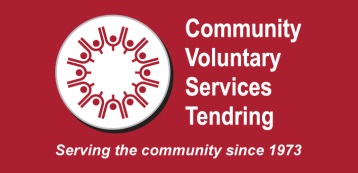 Community
Voluntary
Services
Tendring
Serving the community since 1973